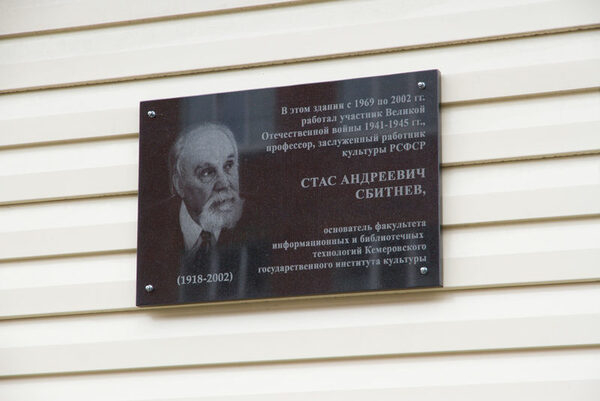 В этом здании с 1969 по 2002 гг.
работал участник Великой
Отечественной войны 1941-1945 гг.,
профессор, заслуженный работник
культуры РСФСР
СТАС АНДРЕЕВИЧ
СБИТНЕВ,
основатель факультета
информационных и библиотечных
технологий Кемеровского
государственного института культуры
(1918-2002)